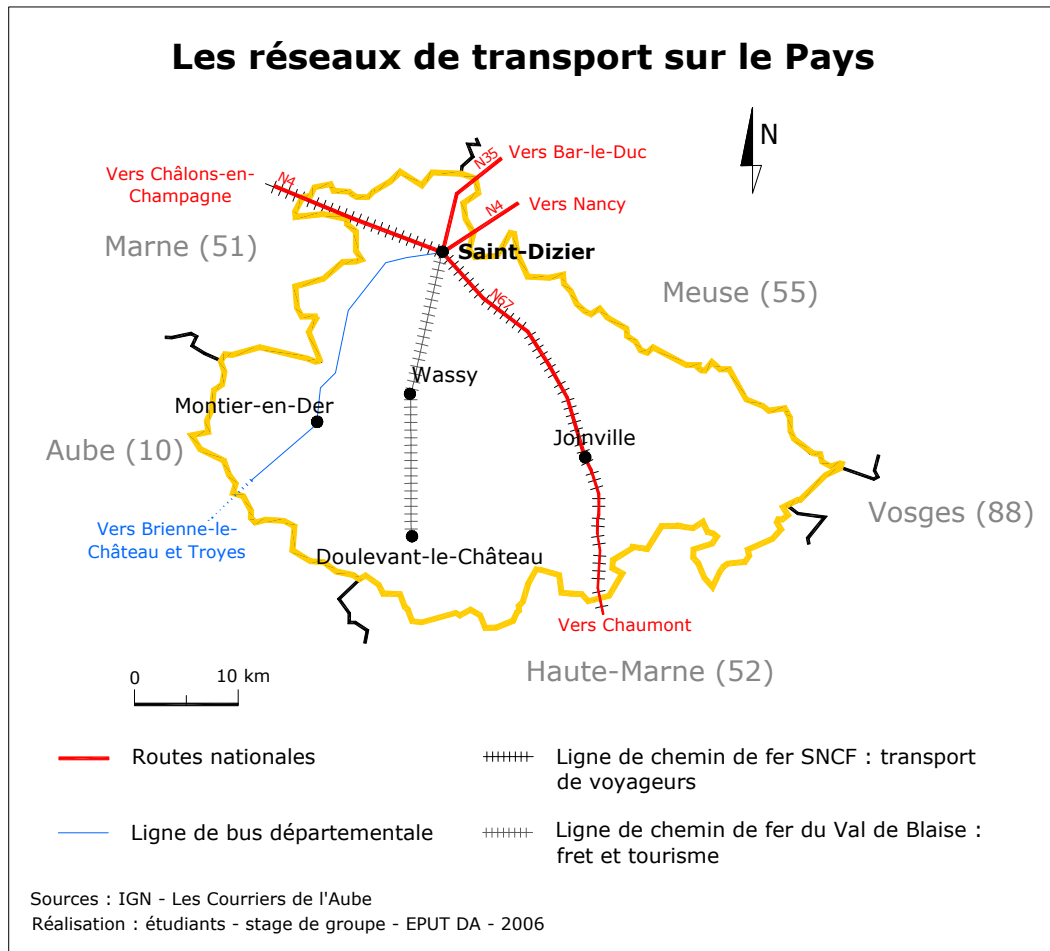 Les réseaux de transport sur le Pays
N
N35
Vers Bar-le-Duc
Vers Châlons-en-
Champagne
N4
N4
Vers Nancy
Marne (51)
Saint-Dizier
Meuse (55)
N67
Wassy
Montier-en-Der
Joinville
Aube (10)
Vosges (88)
Vers Brienne-le-
Château et Troyes
Doulevant-le-Château
Vers Chaumont
Haute-Marne (52)
0 10 km
Routes nationales
Ligne de chemin de fer SNCF : transport
de voyageurs
Ligne de bus départementale
Ligne de chemin de fer du Val de Blaise :
fret et tourisme
Sources : IGN - Les Courriers de l'Aube
Réalisation : étudiants - stage de groupe - EPUT DA - 2006